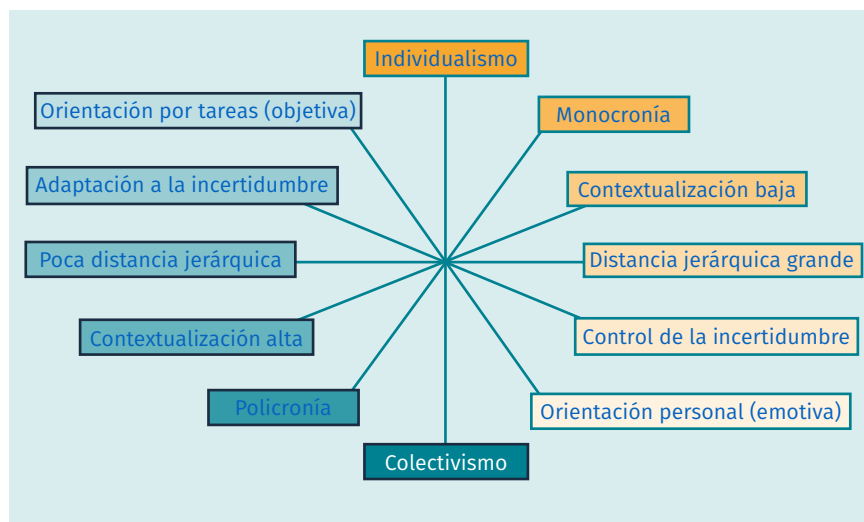 Individualismo
Orientación por tareas (objetiva)
Monocronía
Adaptación a la incertidumbre
Contextualización baja
Poca distancia jerárquica
Distancia jerárquica grande
Contextualización alta
Control de la incertidumbre
Policronía
Orientación personal (emotiva)
Colectivismo